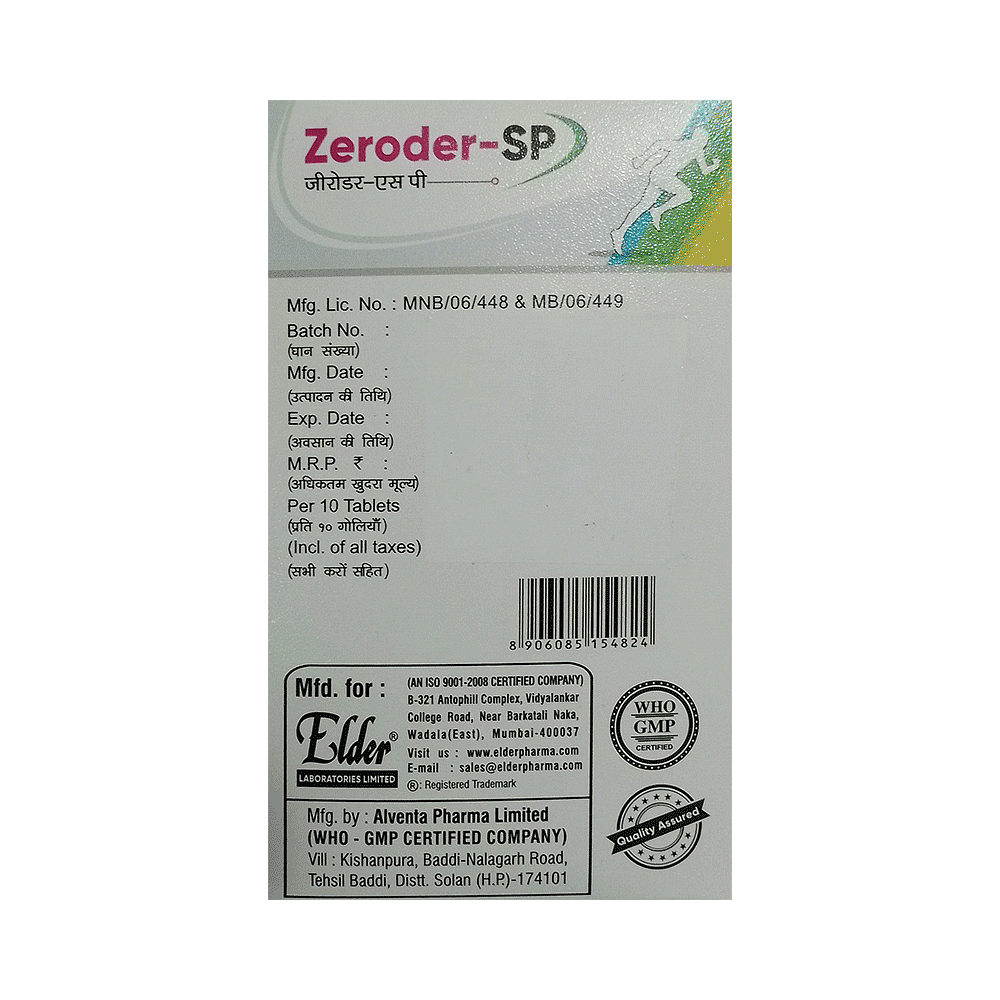 Zeroder-SP
जीरोडर-एस पी
Mfg. Lic. No. : MNB/06/448 & MB/06/449
Batch No. :
(घान संख्या)
Mfg. Date :
(उत्पादन की तिथि)
Exp. Date :
(अवसान की तिथि)
M.R.P. ₹ :
(अधिकतम खुदरा मूल्य)
Per 10 Tablets
(प्रति १० गोलियाँ)
(Incl. of all taxes)
(सभी करों सहित)
8 906085 154824
Mfd. for :
Elder®
LABORATORIES LIMITED
(AN ISO 9001-2008 CERTIFIED COMPANY)
B-321 Antophill Complex, Vidyalankar
College Road, Near Barkatali Naka,
Wadala(East), Mumbai-400037
Visit us : www.elderpharma.com
E-mail : sales@elderpharma.com
®: Registered Trademark
WHO
GMP
CERTIFIED
Quality Assured
Mfg. by : Alventa Pharma Limited
(WHO - GMP CERTIFIED COMPANY)
Vill : Kishanpura, Baddi-Nalagarh Road,
Tehsil Baddi, Distt. Solan (H.P.)-174101